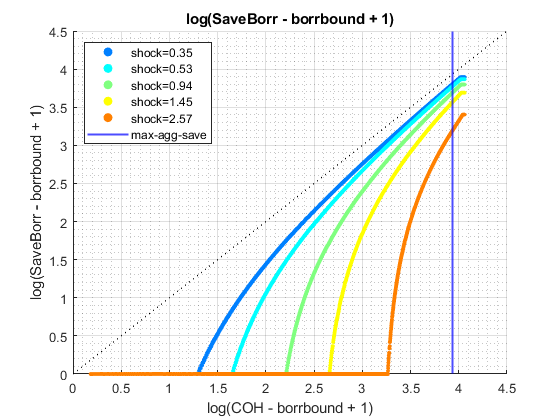 log(SaveBorr - borrbound + 1)
4.5
4
3.5
3
2.5
2
1.5
1
0.5
0
log(SaveBorr - borrbound + 1)
shock=0.35
shock=0.53
shock=0.94
shock=1.45
shock=2.57
max-agg-save
0 0.5 1 1.5 2 2.5 3 3.5 4 4.5
log(COH - borrbound + 1)